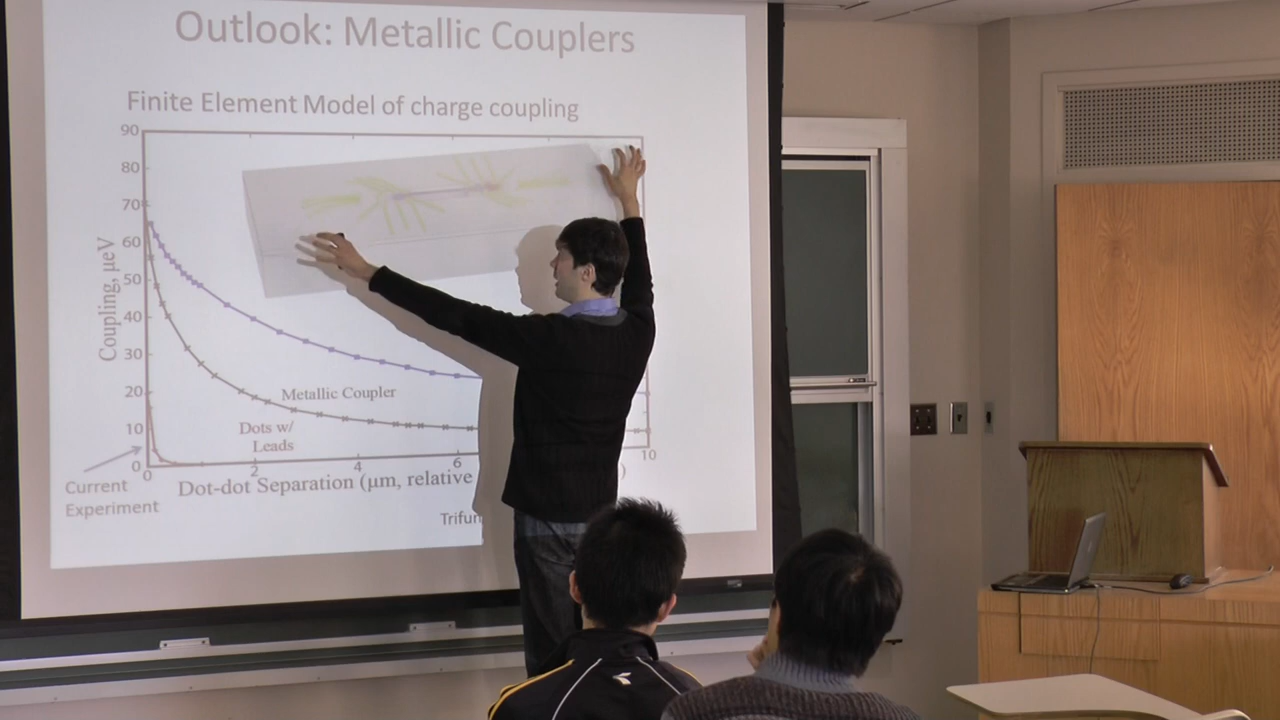 Outlook: Metallic Couplers
Finite Element Model of charge coupling
90
80
70
60
50
40
30
20
10
0
Coupling, µeV
Metallic Coupler
Dots w/
Leads
0 2 4 6 10
Dot-dot Separation (µm, relative )
Current
Experiment